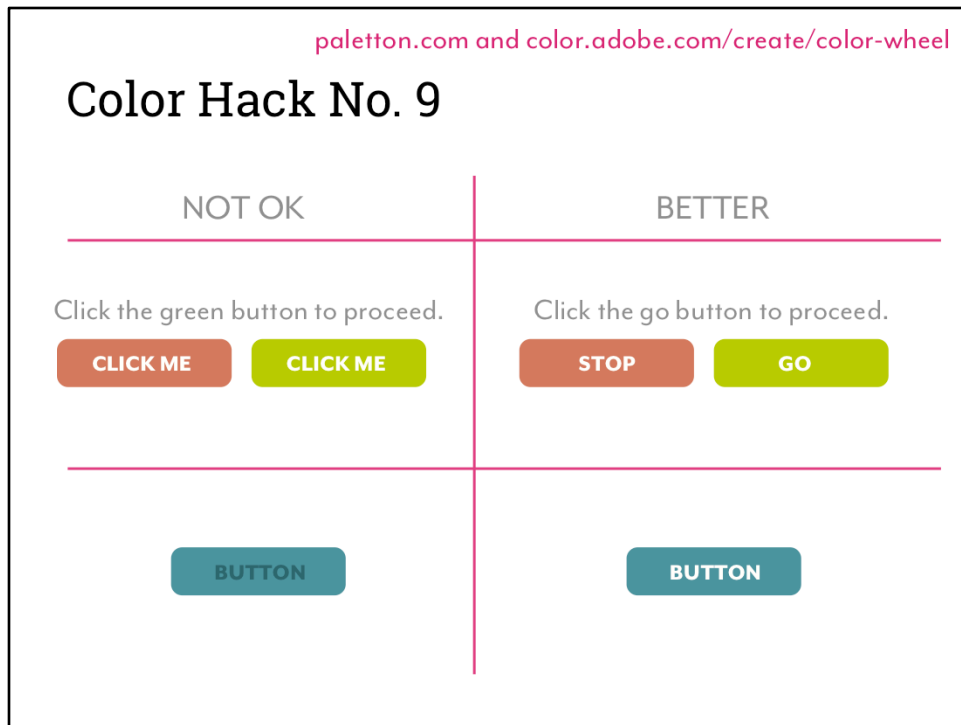 paletton.com and color.adobe.com/create/color-wheel
Color Hack No. 9
NOT OK
BETTER
Click the green button to proceed.
CLICK ME
CLICK ME
Click the go button to proceed.
STOP
GO
BUTTON
BUTTON